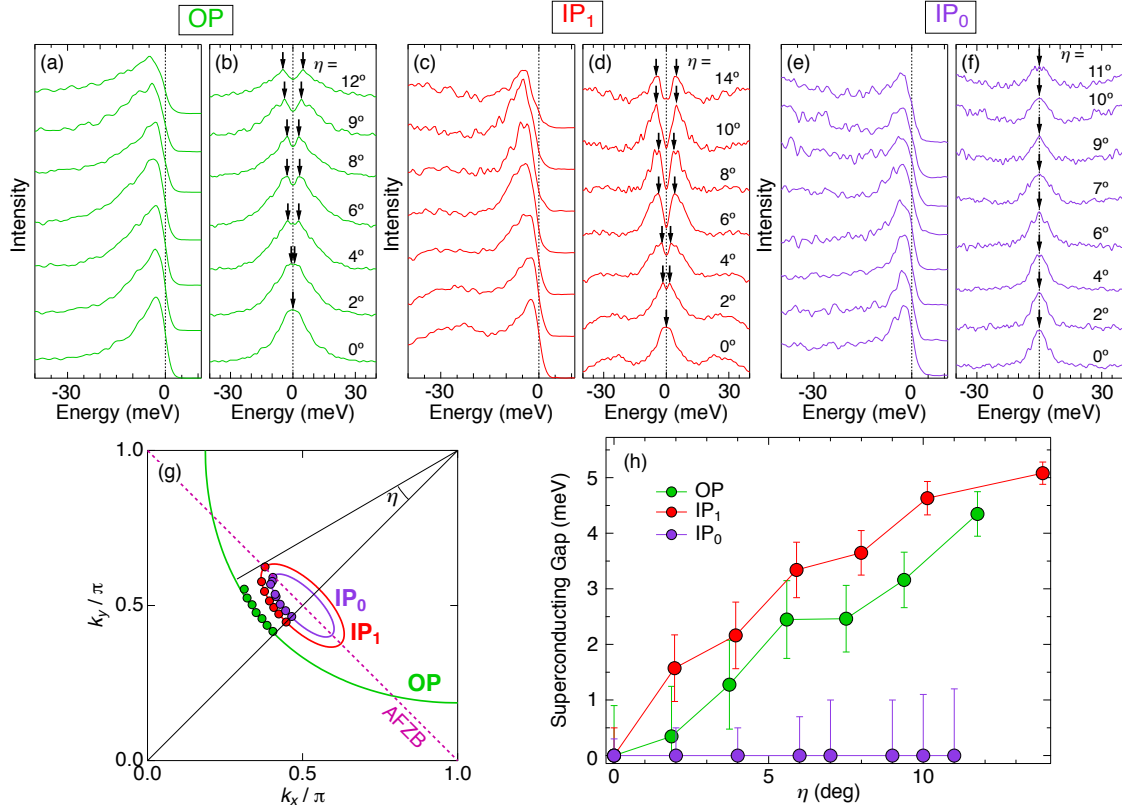 OP
IP1
IP0
(a)
(b)
η =
12º
9º
8º
6º
4º
2º
0º
(c)
(d)
η =
14º
10º
8º
6º
4º
2º
0º
(e)
(f)
11º
10º
9º
7º
6º
4º
2º
0º
Intensity
Intensity
Intensity
-30
0
-30
0
30
-30
0
-30
0
30
-30
0
-30
0
30
Energy (meV)
Energy (meV)
Energy (meV)
Energy (meV)
Energy (meV)
Energy (meV)
(g)
1.0
0.5
0.0
ky / π
η
IP0
IP1
OP
AFZB
0.0
0.5
1.0
kx / π
(h)
OP
IP1
IP0
Superconducting Gap (meV)
5
4
3
2
1
0
0
5
10
η (deg)